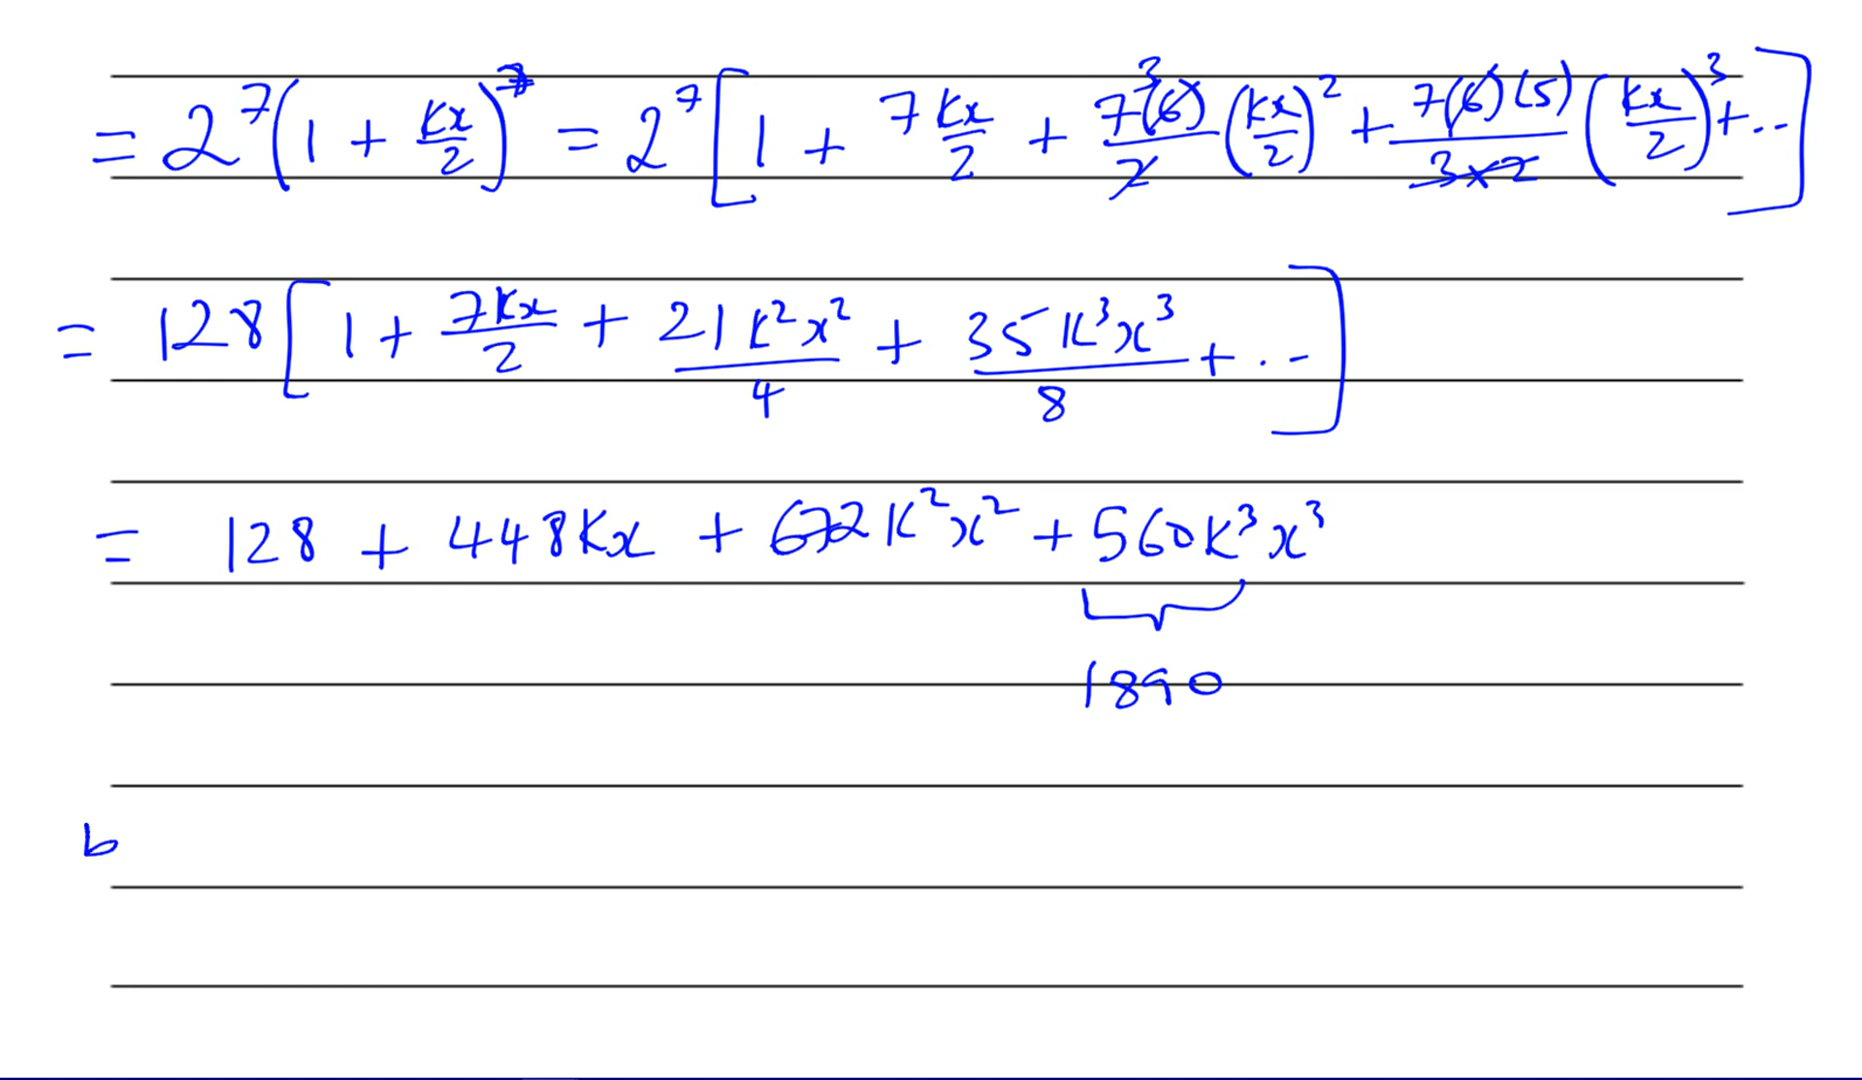 = 2^7 (1 + kx/2)^7 = 2^7 [1 + 7 kx/2 + 7(6)^3/2 (kx/2)^2 + 7(6)(5)/3×2 (kx/2)^3 + ..]
= 128 [1 + 7kx/2 + 21k^2x^2/4 + 35k^3x^3/8 + ..]
= 128 + 448kx + 672k^2x^2 + 560k^3x^3
1890
b